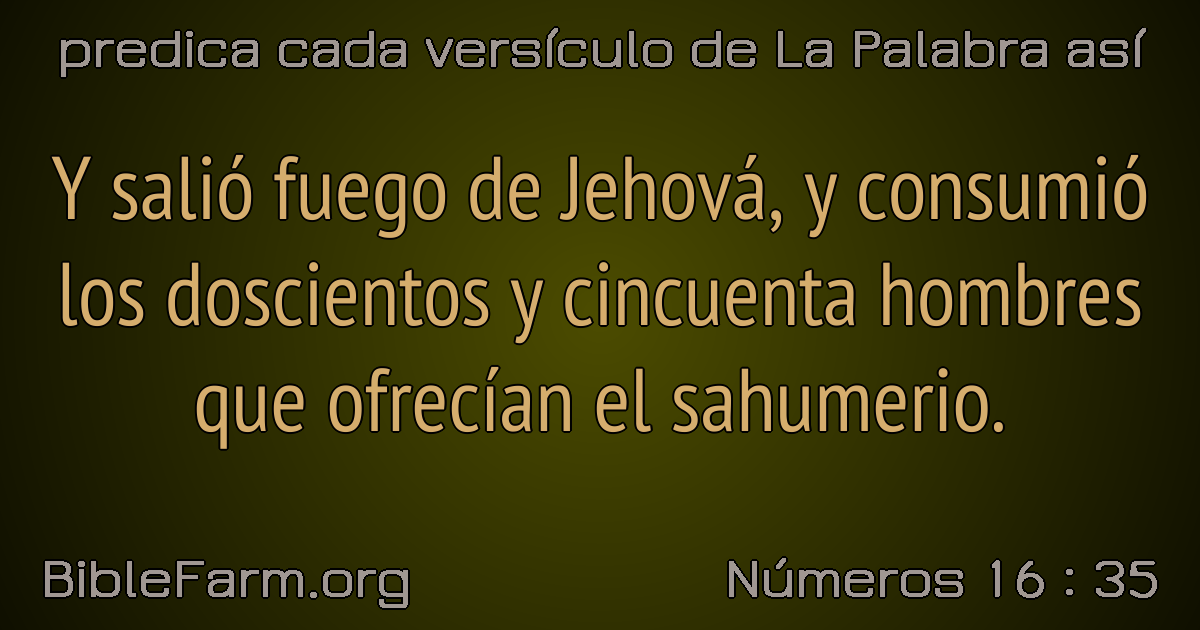 predica cada versículo de La Palabra así
Y salió fuego de Jehová, y consumió
los doscientos y cincuenta hombres
que ofrecían el sahumerio.
BibleFarm.org
Números 16 : 35